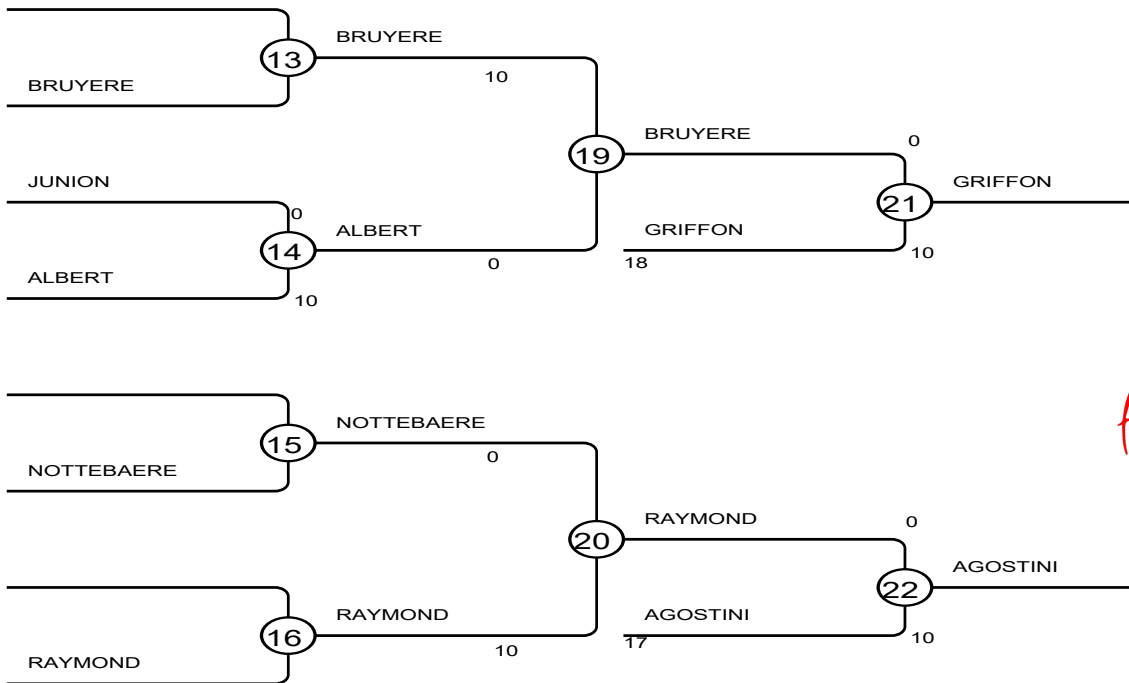 BRUYERE
13
10
BRUYERE
BRUYERE
0
19
JUNION
GRIFFON
0
21
ALBERT
GRIFFON
14
0
18
10
ALBERT
10
NOTTEBAERE
15
0
NOTTEBAERE
RAYMOND
0
20
AGOSTINI
22
RAYMOND
AGOSTINI
16
10
17
10
RAYMOND